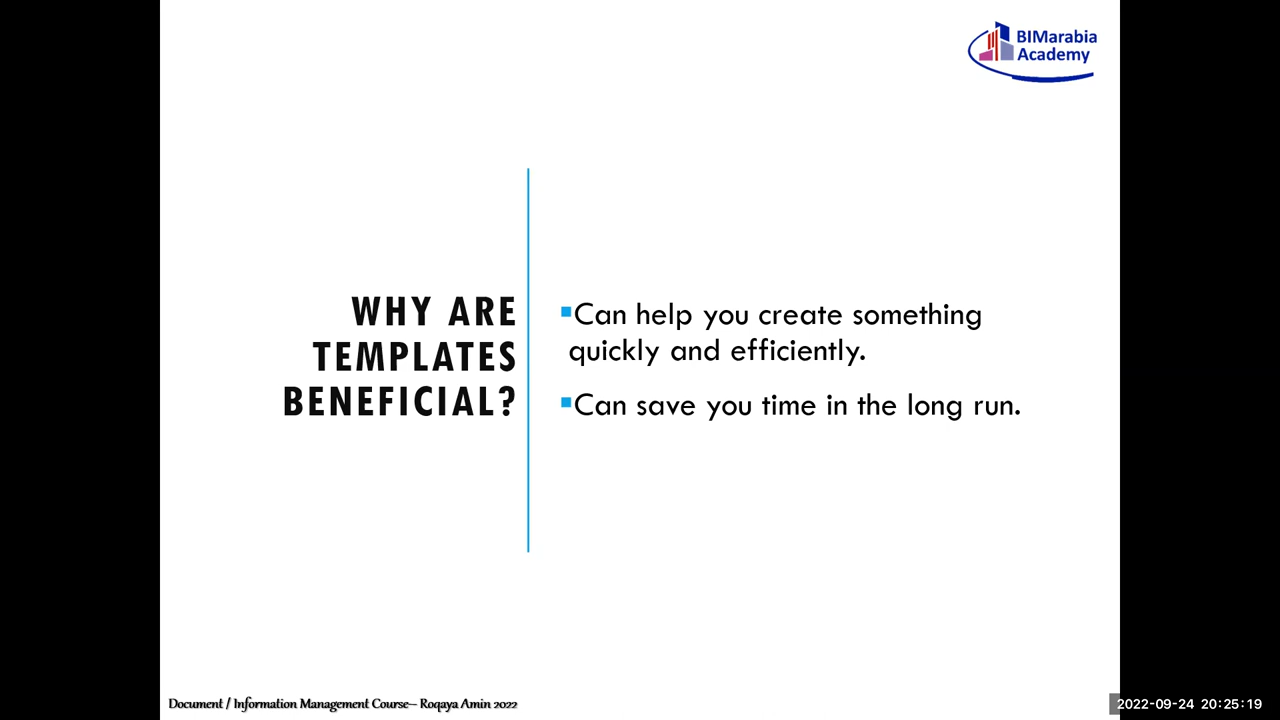 BIMarabia
Academy
WHY ARE
TEMPLATES
BENEFICIAL?
▪Can help you create something
quickly and efficiently.
▪Can save you time in the long run.
Document / Information Management Course– Roqaya Amin 2022
2022-09-24 20:25:19